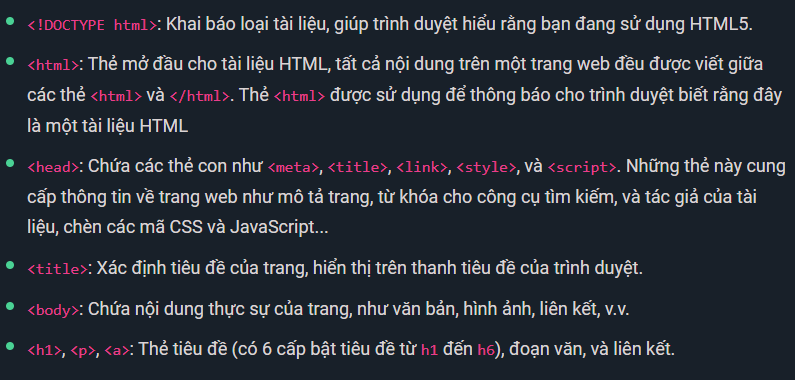 <!DOCTYPE html>: Khai báo loại tài liệu, giúp trình duyệt hiểu rằng bạn đang sử dụng HTML5.
<html>: Thẻ mở đầu cho tài liệu HTML, tất cả nội dung trên một trang web đều được viết giữa
các thẻ <html> và </html>. Thẻ <html> được sử dụng để thông báo cho trình duyệt biết rằng đây
là một tài liệu HTML
<head>: Chứa các thẻ con như <meta>, <title>, <link>, <style>, và <script>. Những thẻ này cung
cấp thông tin về trang web như mô tả trang, từ khóa cho công cụ tìm kiếm, và tác giả của tài
liệu, chèn các mã CSS và JavaScript...
<title>: Xác định tiêu đề của trang, hiển thị trên thanh tiêu đề của trình duyệt.
<body>: Chứa nội dung thực sự của trang, như văn bản, hình ảnh, liên kết, v.v.
<h1>, <p>, <a>: Thẻ tiêu đề (có 6 cấp bật tiêu đề từ h1 đến h6), đoạn văn, và liên kết.